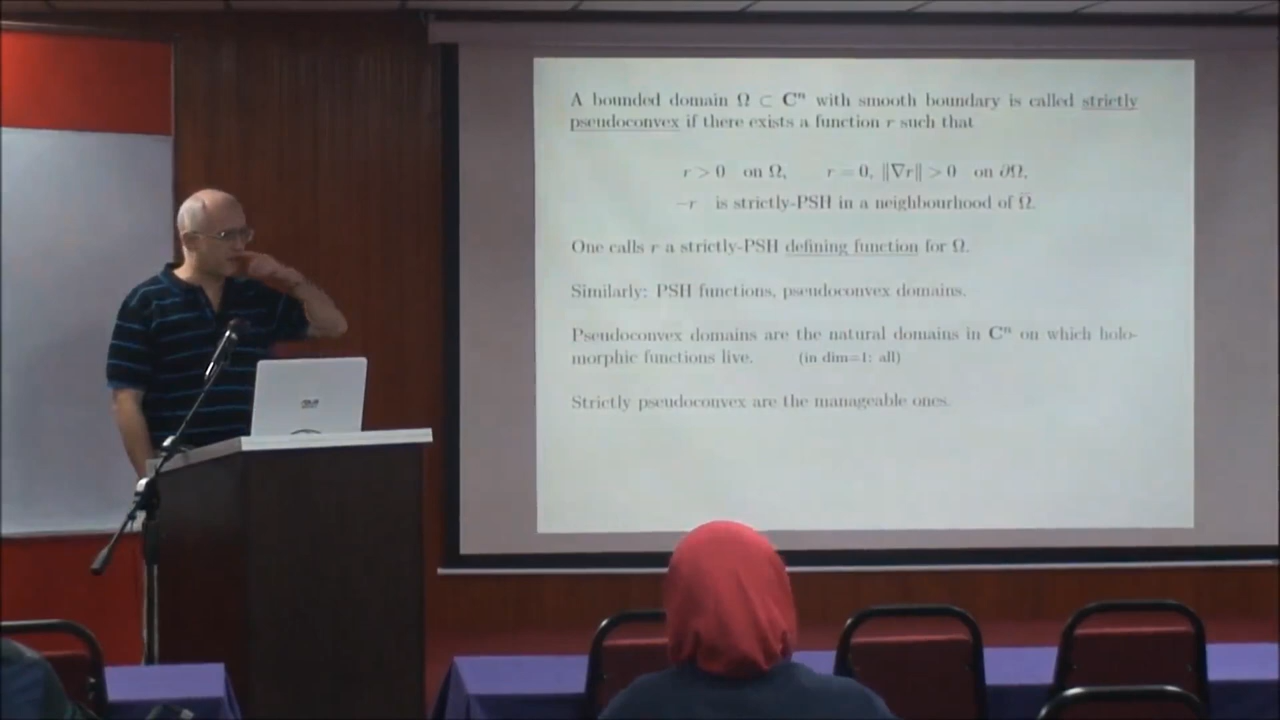 A bounded domain Ω ⊂ Cⁿ with smooth boundary is called strictly
pseudoconvex if there exists a function r such that
r > 0 on Ω, r = 0, ‖∇r‖ > 0 on ∂Ω,
−r is strictly-PSH in a neighbourhood of Ω̅.
One calls r a strictly-PSH defining function for Ω.
Similarly: PSH functions, pseudoconvex domains.
Pseudoconvex domains are the natural domains in Cⁿ on which holo-
morphic functions live. (in dim=1: all)
Strictly pseudoconvex are the manageable ones.